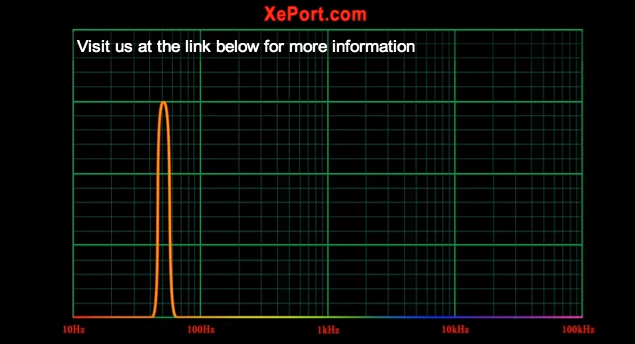 XePort.com
Visit us at the link below for more information
10Hz 100Hz 1kHz 10kHz 100kHz